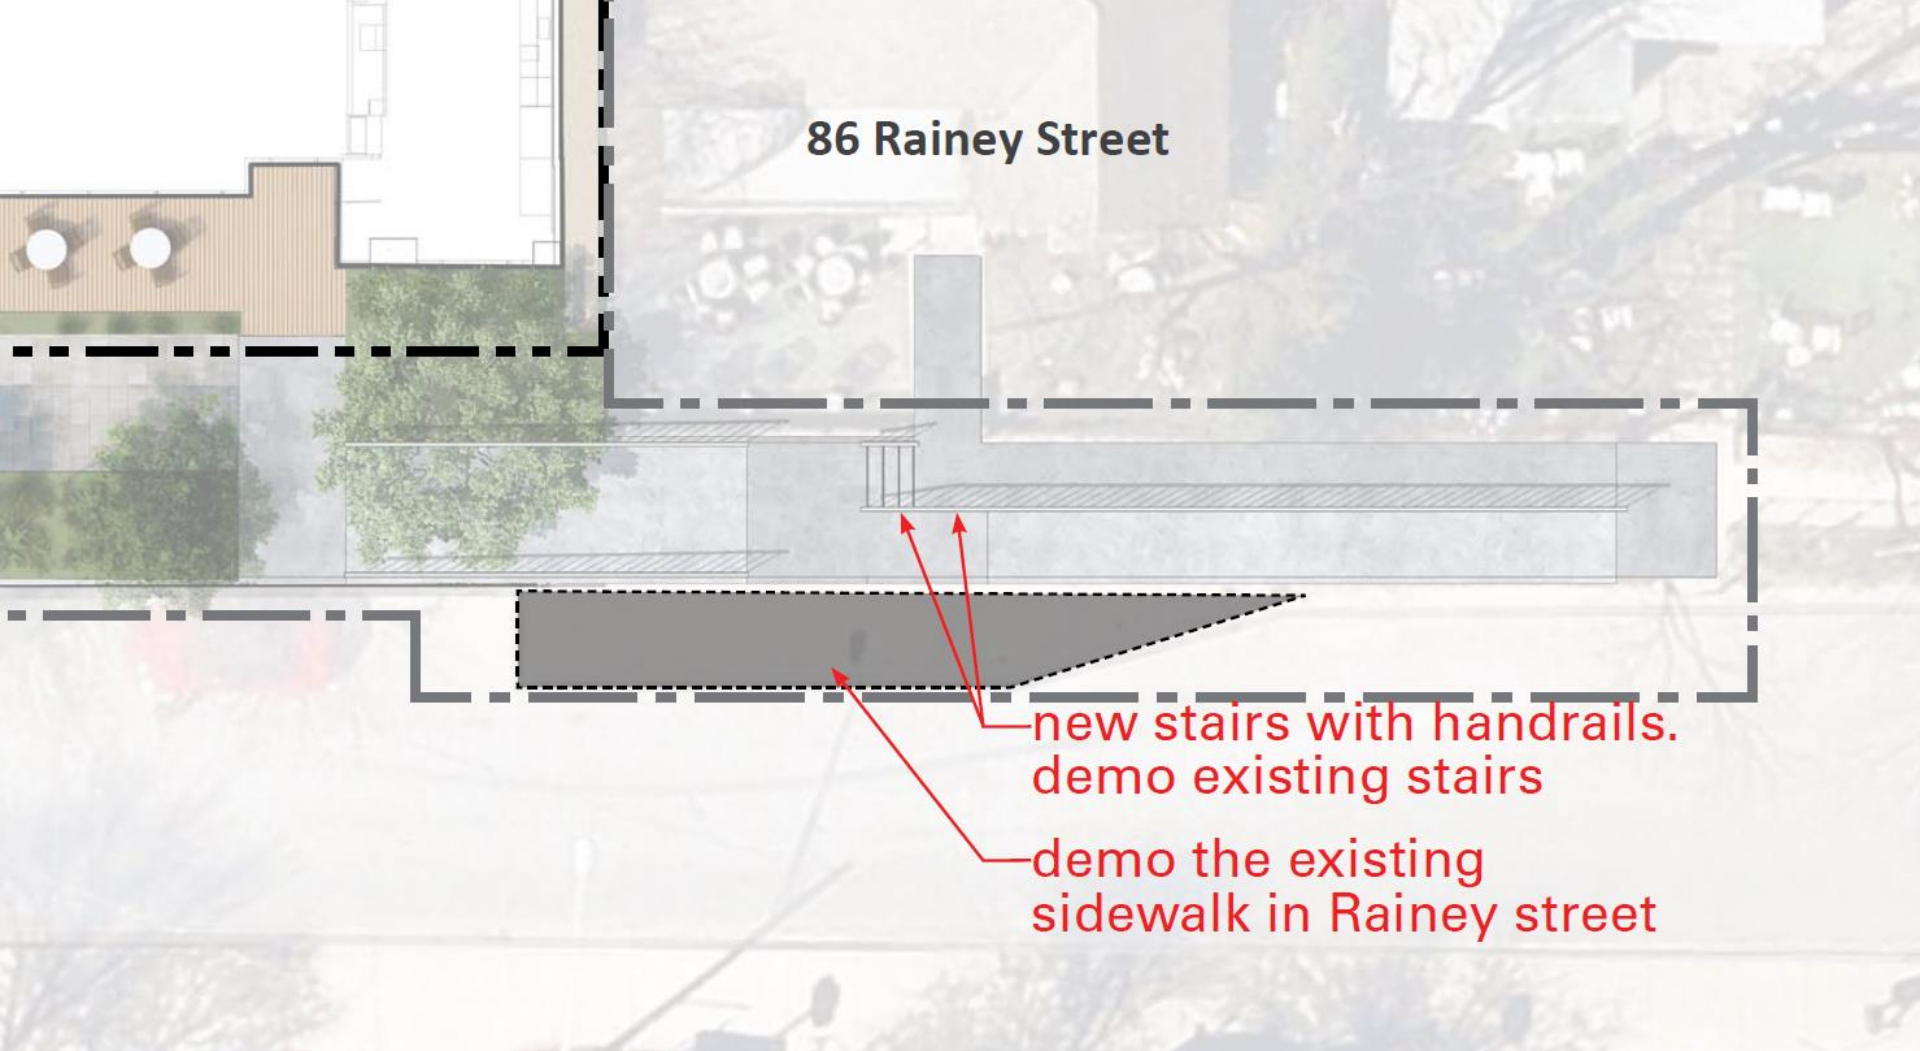 86 Rainey Street
new stairs with handrails.
demo existing stairs
demo the existing
sidewalk in Rainey street